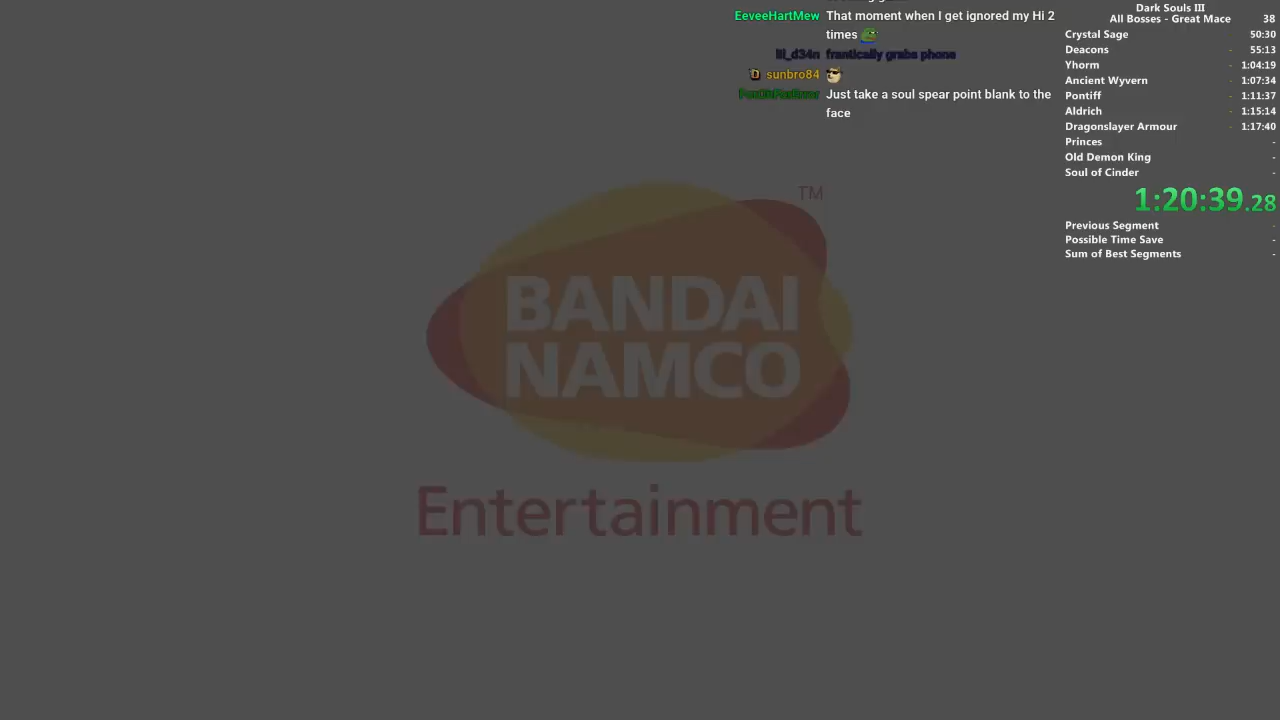 EeveeHartMew That moment when I get ignored my Hi 2
times
lil_d34n frantically grabs phone
sunbro84
Just take a soul spear point blank to the
face
Dark Souls III
All Bosses - Great Mace 38
Crystal Sage 50:30
Deacons - 55:13
Yhorm - 1:04:19
Ancient Wyvern - 1:07:34
Pontiff - 1:11:37
Aldrich - 1:15:14
Dragonslayer Armour - 1:17:40
Princes -
Old Demon King -
Soul of Cinder -
1:20:39.28
Previous Segment -
Possible Time Save -
Sum of Best Segments -
TM
BANDAI
NAMCO
Entertainment